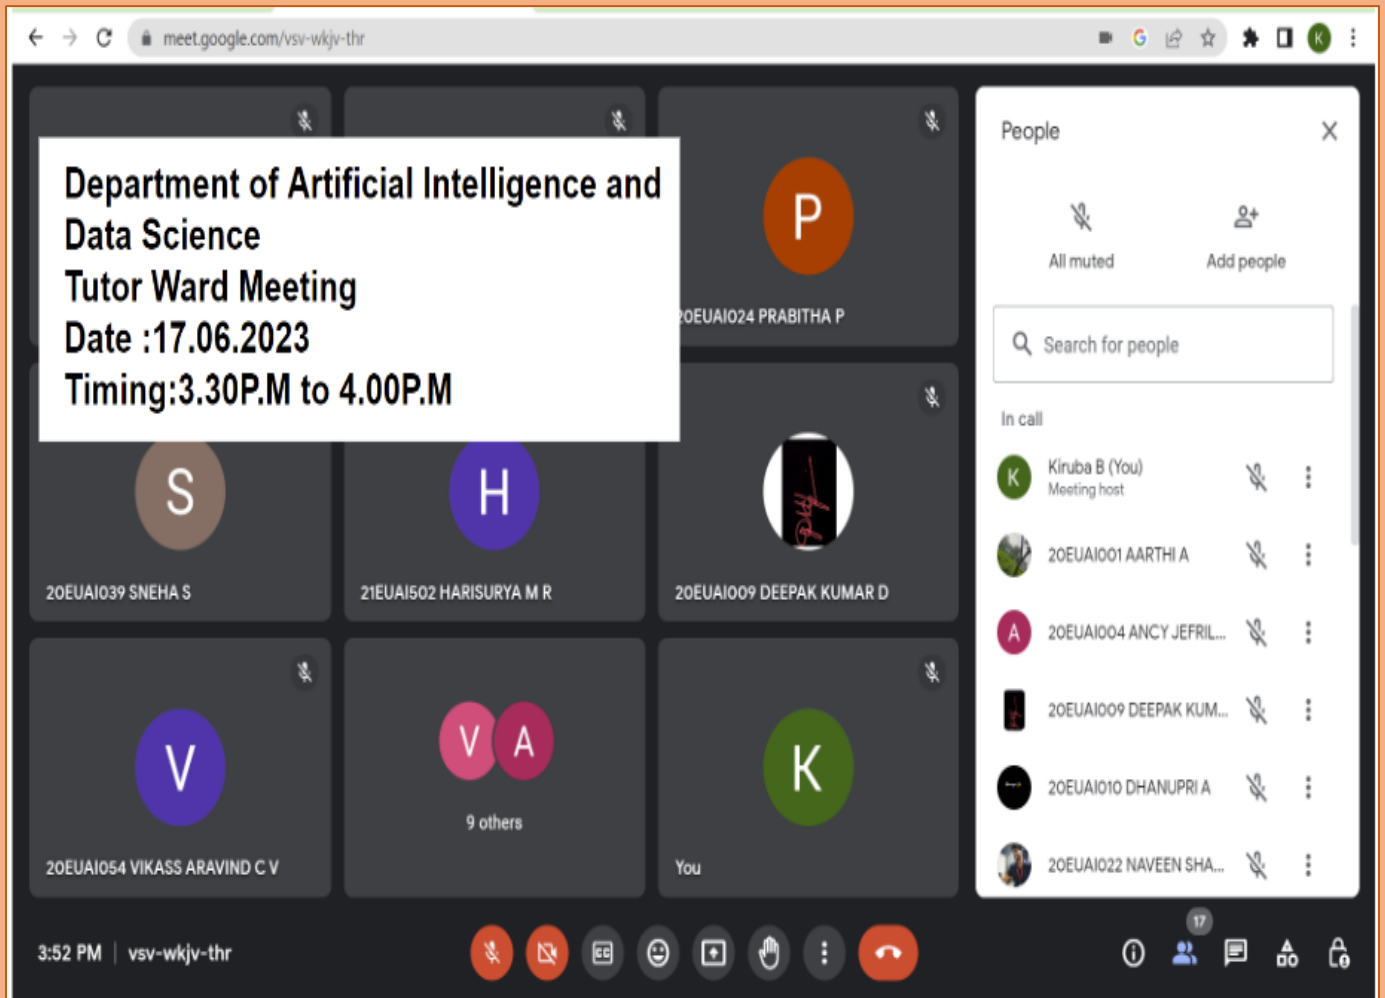 meet.google.com/vsv-wkjv-thr
G
K
Department of Artificial Intelligence and
Data Science
Tutor Ward Meeting
Date :17.06.2023
Timing:3.30P.M to 4.00P.M
P
20EUAI024 PRABITHA P
S
20EUAI039 SNEHA S
H
21EUAI502 HARISURYA M R
20EUAI009 DEEPAK KUMAR D
V
20EUAI054 VIKASS ARAVIND C V
V A
9 others
K
You
People
All muted
Add people
Search for people
In call
K
Kiruba B (You)
Meeting host
20EUAI001 AARTHI A
A
20EUAI004 ANCY JEFRIL...
20EUAI009 DEEPAK KUM...
20EUAI010 DHANUPRI A
20EUAI022 NAVEEN SHA...
3:52 PM | vsv-wkjv-thr
CC
17